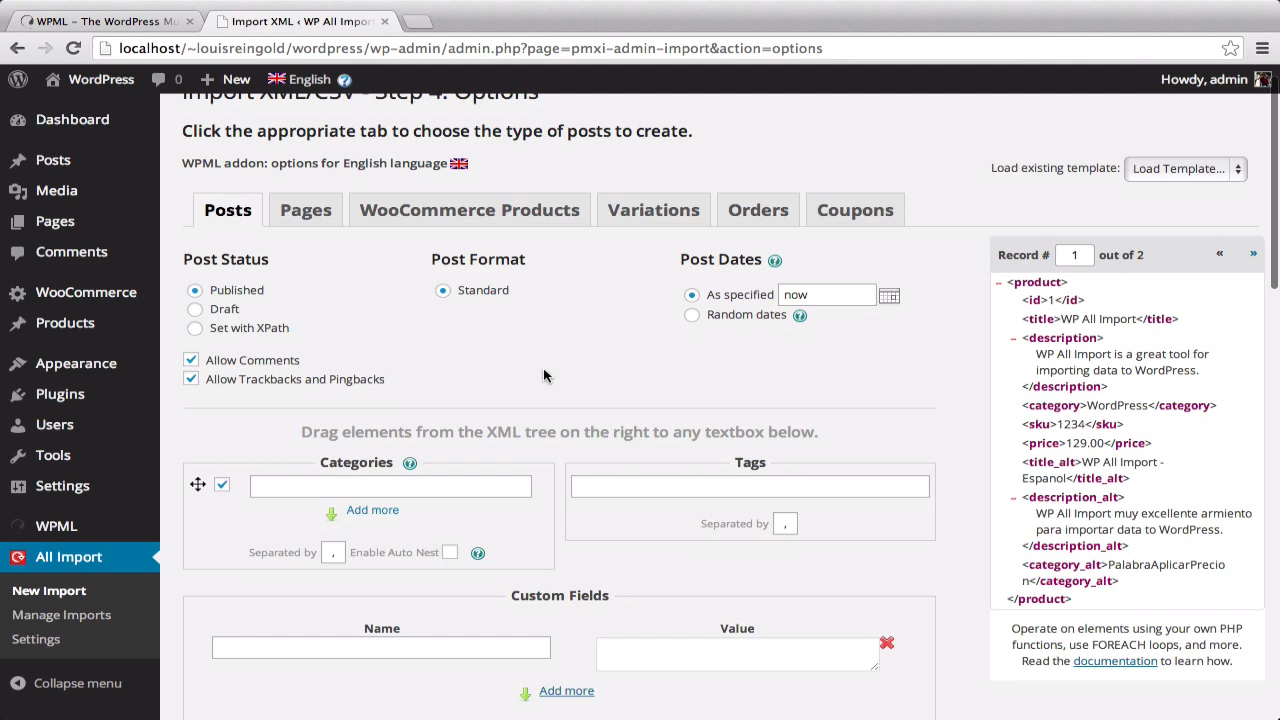 WPML – The WordPress Mu
Import XML ‹ WP All Import
localhost/~louisreingold/wordpress/wp-admin/admin.php?page=pmxi-admin-import&action=options
WordPress 0 New English Howdy, admin
Dashboard
Posts
Media
Pages
Comments
WooCommerce
Products
Appearance
Plugins
Users
Tools
Settings
WPML
All Import
New Import
Manage Imports
Settings
Collapse menu
Import XML/CSV - Step 4: Options
Click the appropriate tab to choose the type of posts to create.
WPML addon: options for English language
Load existing template: Load Template...
Posts Pages WooCommerce Products Variations Orders Coupons
Post Status
Published
Draft
Set with XPath
Allow Comments
Allow Trackbacks and Pingbacks
Post Format
Standard
Post Dates ?
As specified now
Random dates ?
Drag elements from the XML tree on the right to any textbox below.
Categories ?
Add more
Separated by , Enable Auto Nest ?
Tags
Separated by ,
Custom Fields
Name Value
Add more
Record # 1 out of 2 « »
<product>
<id>1</id>
<title>WP All Import</title>
<description>
WP All Import is a great tool for
importing data to WordPress.
</description>
<category>WordPress</category>
<sku>1234</sku>
<price>129.00</price>
<title_alt>WP All Import -
Espanol</title_alt>
<description_alt>
WP All Import muy excellente armiento
para importar data to WordPress.
</description_alt>
<category_alt>PalabraAplicarPrecio
n</category_alt>
</product>
Operate on elements using your own PHP
functions, use FOREACH loops, and more.
Read the documentation to learn how.